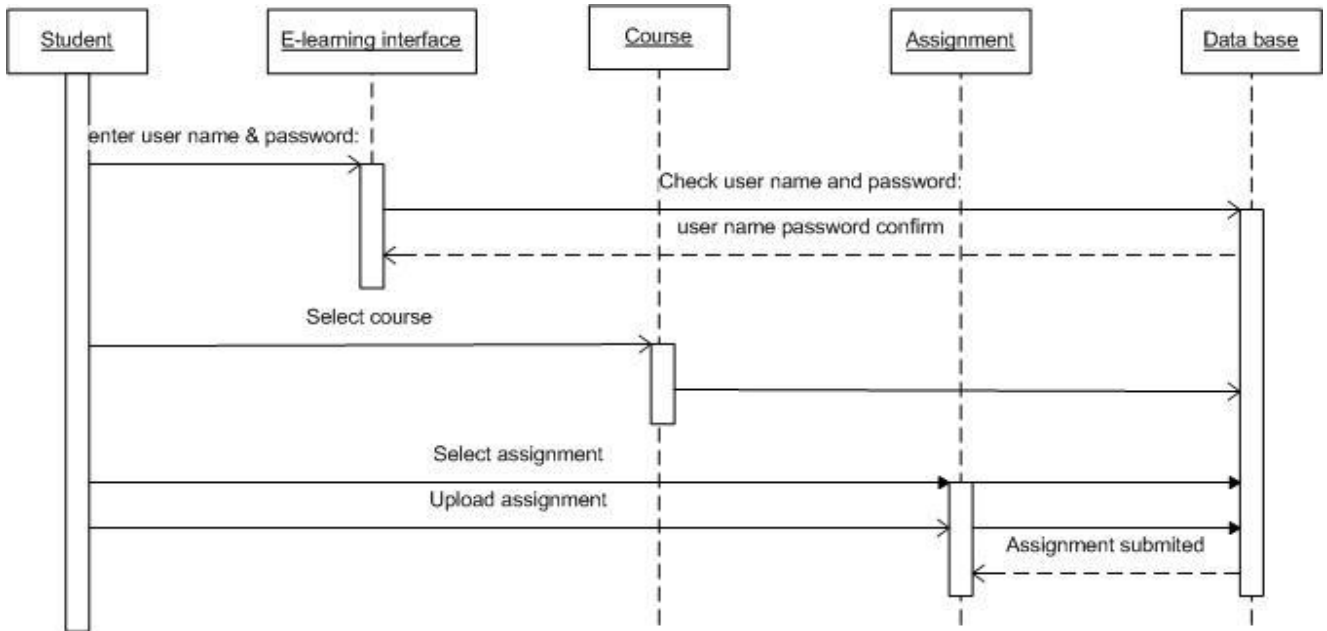 Student
E-learning interface
Course
Assignment
Data base
enter user name & password:
Check user name and password:
user name password confirm
Select course
Select assignment
Upload assignment
Assignment submited